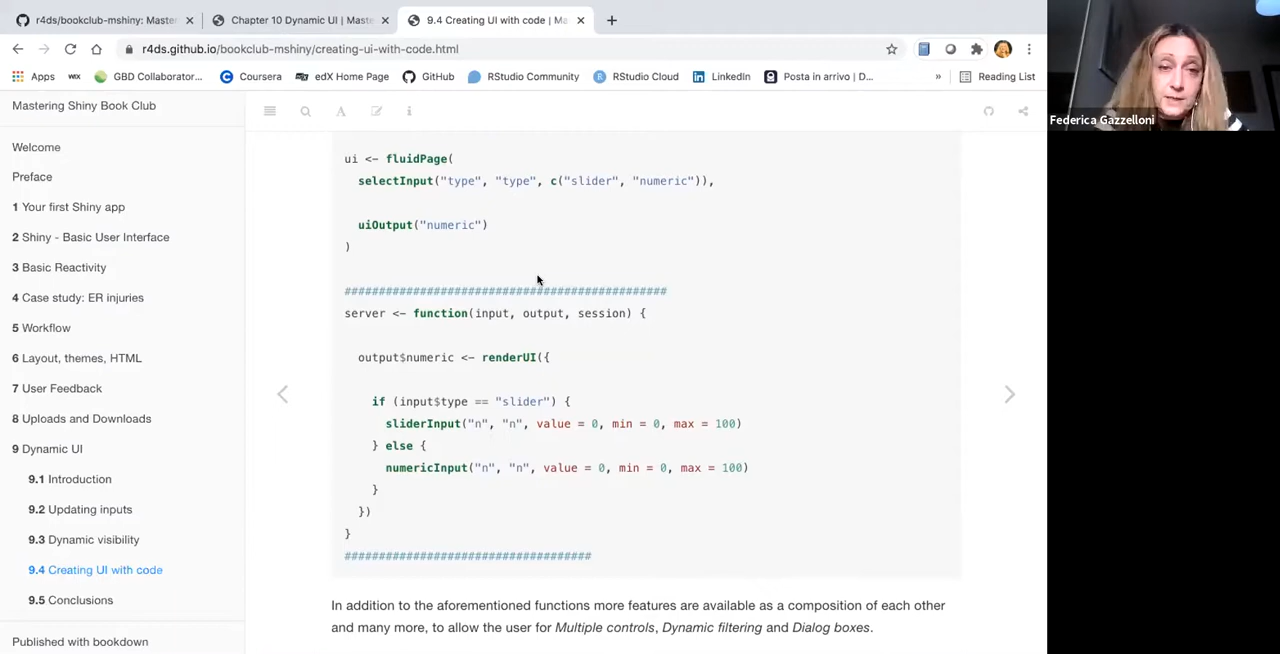 r4ds/bookclub-mshiny: Master
Chapter 10 Dynamic UI | Maste
9.4 Creating UI with code | Ma
r4ds.github.io/bookclub-mshiny/creating-ui-with-code.html
Apps
WIX
GBD Collaborator...
Coursera
edX Home Page
GitHub
RStudio Community
RStudio Cloud
LinkedIn
Posta in arrivo | D...
»
Reading List
Federica Gazzelloni
Mastering Shiny Book Club
Welcome
Preface
1 Your first Shiny app
2 Shiny - Basic User Interface
3 Basic Reactivity
4 Case study: ER injuries
5 Workflow
6 Layout, themes, HTML
7 User Feedback
8 Uploads and Downloads
9 Dynamic UI
9.1 Introduction
9.2 Updating inputs
9.3 Dynamic visibility
9.4 Creating UI with code
9.5 Conclusions
Published with bookdown
ui <- fluidPage(
selectInput("type", "type", c("slider", "numeric")),
uiOutput("numeric")
)
###############################################
server <- function(input, output, session) {
output$numeric <- renderUI({
if (input$type == "slider") {
sliderInput("n", "n", value = 0, min = 0, max = 100)
} else {
numericInput("n", "n", value = 0, min = 0, max = 100)
}
})
}
####################################
In addition to the aforementioned functions more features are available as a composition of each other
and many more, to allow the user for Multiple controls, Dynamic filtering and Dialog boxes.